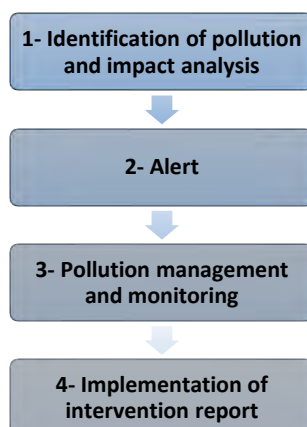 1- Identification of pollution
and impact analysis
2- Alert
3- Pollution management
and monitoring
4- Implementation of
intervention report